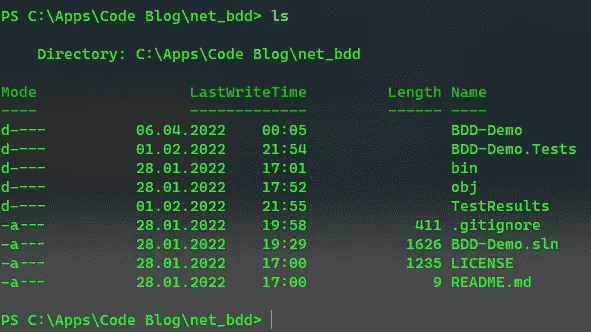 PS C:\Apps\Code Blog\net_bdd> ls
Directory: C:\Apps\Code Blog\net_bdd
Mode LastWriteTime Length Name
---- ------------- ------ ----
d---- 06.04.2022 00:05 BDD-Demo
d---- 01.02.2022 21:54 BDD-Demo.Tests
d---- 28.01.2022 17:01 bin
d---- 28.01.2022 17:52 obj
d---- 01.02.2022 21:55 TestResults
-a--- 28.01.2022 19:58 411 .gitignore
-a--- 28.01.2022 19:29 1626 BDD-Demo.sln
-a--- 28.01.2022 17:00 1235 LICENSE
-a--- 28.01.2022 17:00 9 README.md
PS C:\Apps\Code Blog\net_bdd>